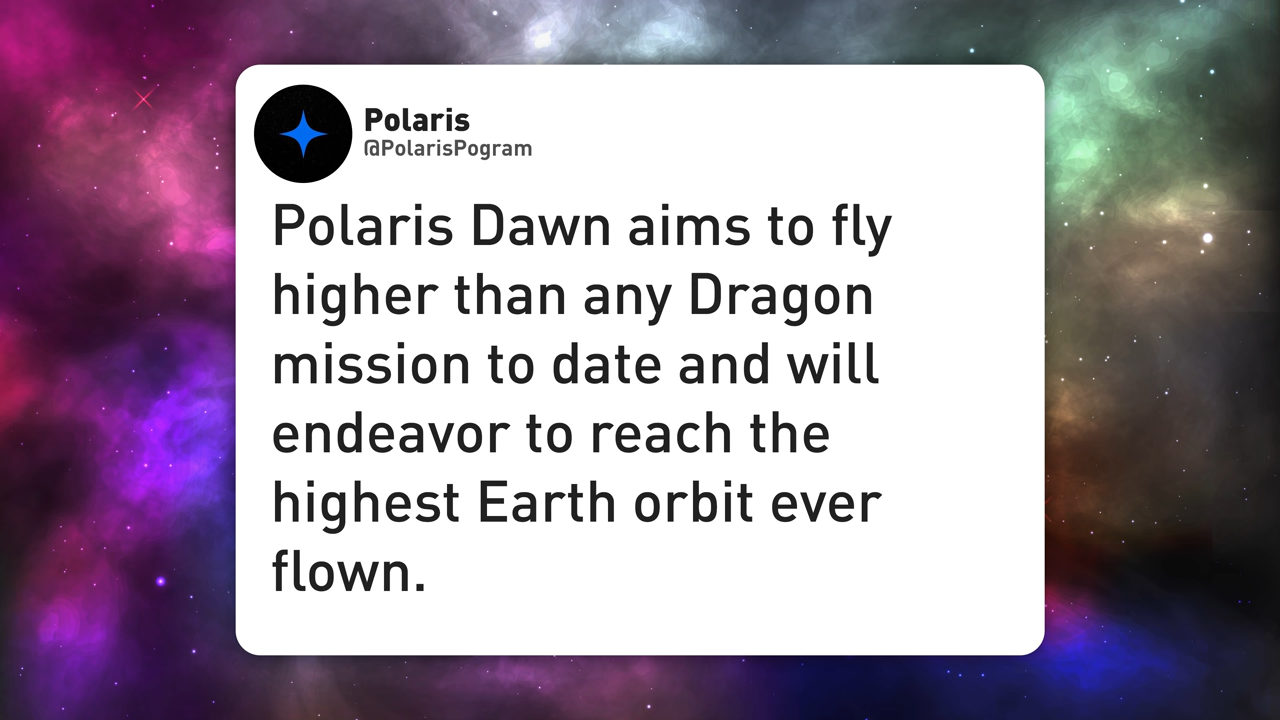 Polaris
@PolarisPogram
Polaris Dawn aims to fly
higher than any Dragon
mission to date and will
endeavor to reach the
highest Earth orbit ever
flown.